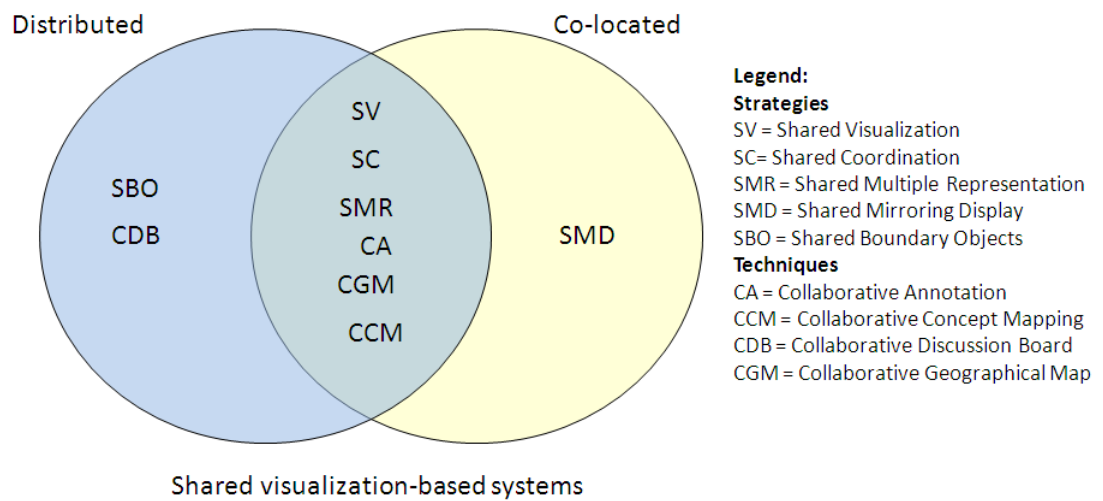 Distributed
Co-located
SV
SC
SMR
CA
CGM
CCM
SBO
CDB
SMD
Legend:
Strategies
SV = Shared Visualization
SC= Shared Coordination
SMR = Shared Multiple Representation
SMD = Shared Mirroring Display
SBO = Shared Boundary Objects
Techniques
CA = Collaborative Annotation
CCM = Collaborative Concept Mapping
CDB = Collaborative Discussion Board
CGM = Collaborative Geographical Map
Shared visualization-based systems